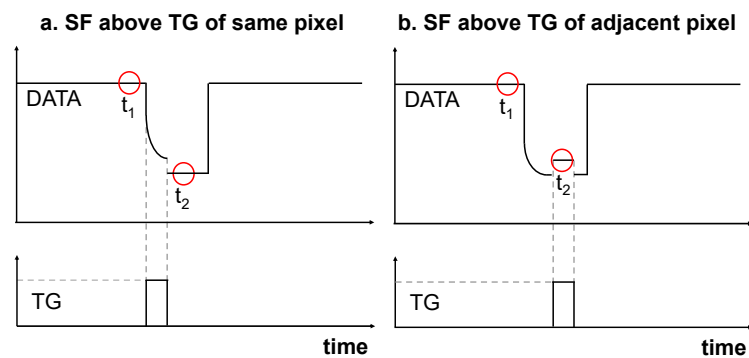 a. SF above TG of same pixel
DATA
t1
t2
TG
time
b. SF above TG of adjacent pixel
DATA
t1
t2
TG
time